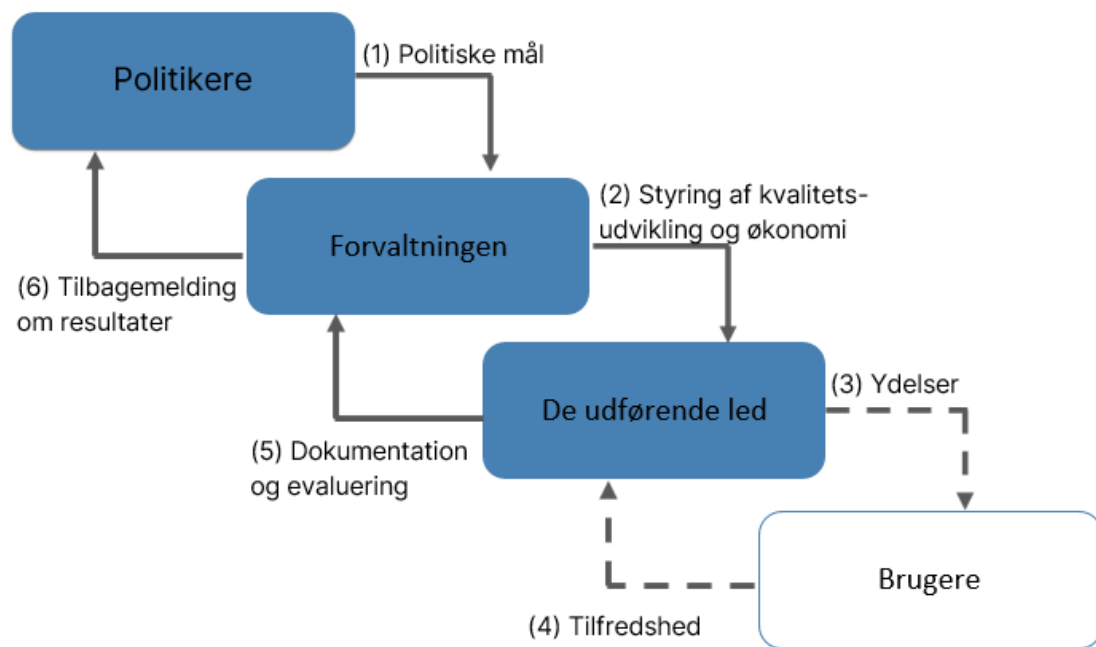 Politikere
(1) Politiske mål
Forvaltningen
(2) Styring af kvalitets-
udvikling og økonomi
(6) Tilbagemelding
om resultater
De udførende led
(3) Ydelser
(5) Dokumentation
og evaluering
Brugere
(4) Tilfredshed